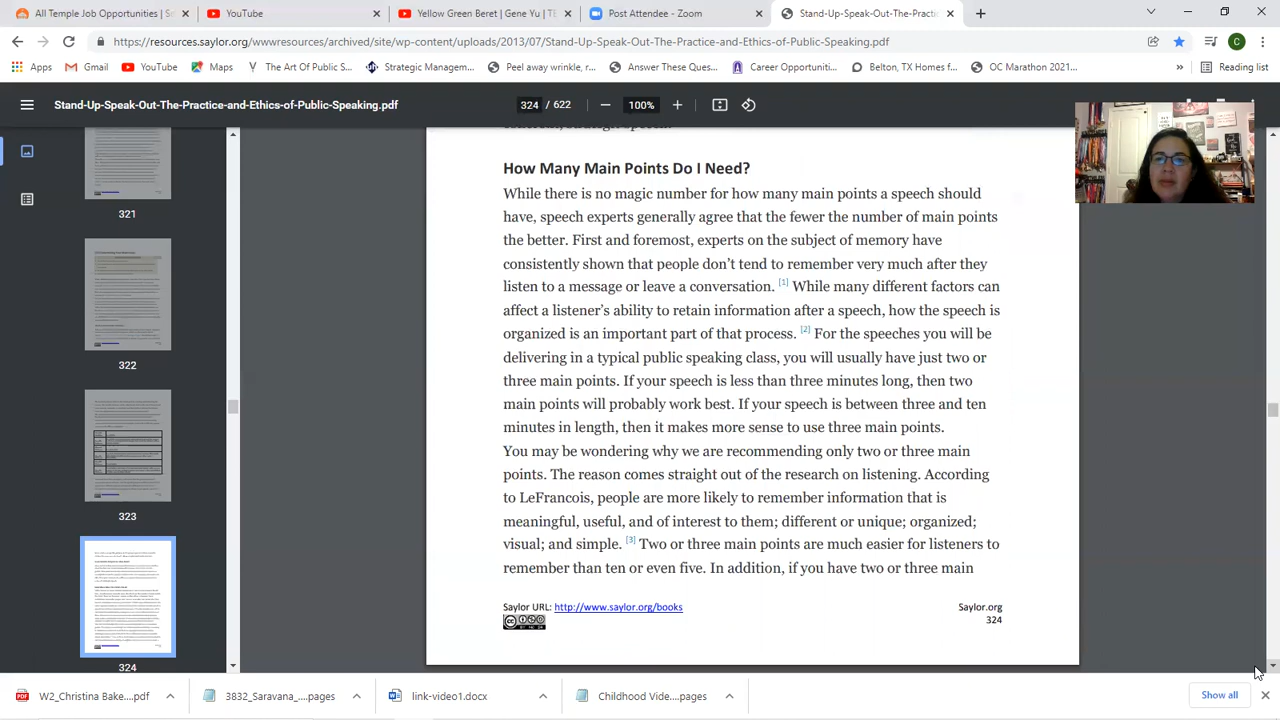 All Temple OD Activities | S
YouTube
Yellow Green Beret (Genki Yu | TE
Dashboard - Zoom
Stand-Up-Speak-Out-The-Practic
https://resources.saylor.org/wwwresources/archived/site/wp-content/uploads/2013/07/Stand-Up-Speak-Out-The-Practice-and-Ethics-of-Public-Speaking.pdf
C
Apps
Gmail
YouTube
Maps
The Art Of Public S...
Strategic Managem...
Peel away wrinkle, r...
Answer These Que...
Career Opportuniti...
Belton, TX Homes f...
OC Marathon 2021...
»
Reading list
Stand-Up-Speak-Out-The-Practice-and-Ethics-of-Public-Speaking.pdf
324 / 622
100%
321
322
323
324
How Many Main Points Do I Need?
While there is no magic number for how many main points a speech should
have, speech experts generally agree that the fewer the number of main points
the better. First and foremost, experts on the subject of memory have
consistently shown that people don't tend to remember very much after they
listen to a message or leave a conversation. [1] While many different factors can
affect a listener's ability to retain information after a speech, how the speech is
organized is an important part of that process. [2] For the speeches you will be
delivering in a typical public speaking class, you will usually have just two or
three main points. If your speech is less than three minutes long, then two
main points will probably work best. If your speech is between three and ten
minutes in length, then it makes more sense to use three main points.
You may be wondering why we are recommending only two or three main
points. The reason comes straight out of the research on listening. According
to LeFrancois, people are more likely to remember information that is
meaningful, useful, and of interest to them; different or unique; organized;
visual; and simple. [3] Two or three main points are much easier for listeners to
remember than ten or even five. In addition, if you have two or three main
Saylor URL: http://www.saylor.org/books
Saylor.org
324
W2_Christina Bake....pdf
3832_Saravana_....pages
link-video1.docx
Childhood Vide....pages
Show all